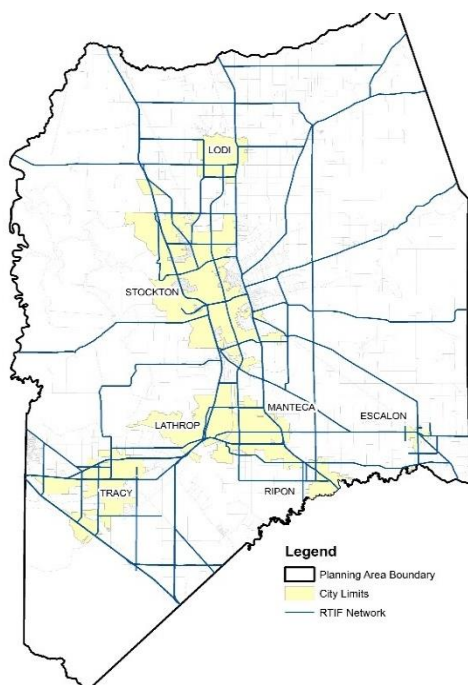 LODI
STOCKTON
LATHROP
MANTECA
ESCALON
TRACY
RIPON
Legend
Planning Area Boundary
City Limits
RTIF Network